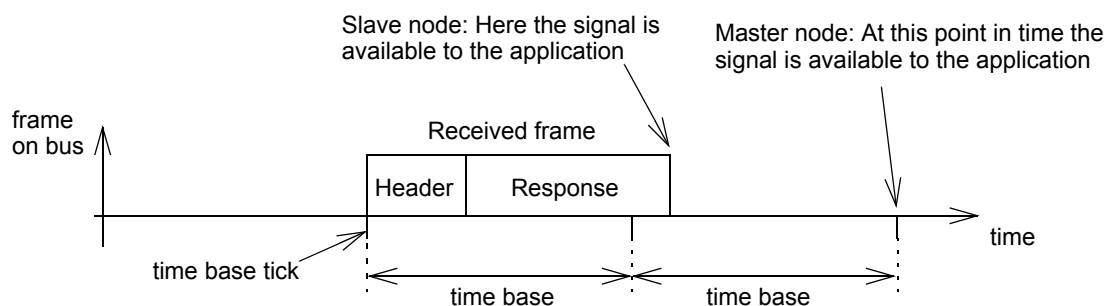 Slave node: Here the signal is
available to the application
Master node: At this point in time the
signal is available to the application
frame
on bus
Received frame
Header
Response
time
time base tick
time base
time base